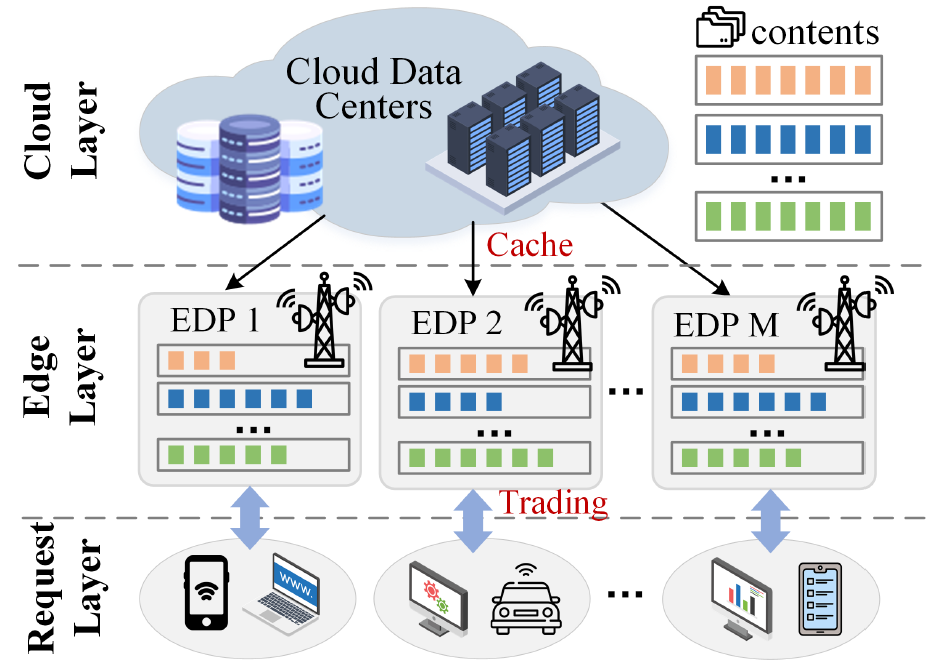 Cloud
Layer
Cloud Data
Centers
contents
...
Cache
Edge
Layer
EDP 1
...
EDP 2
...
...
EDP M
...
Trading
Request
Layer
www.
...